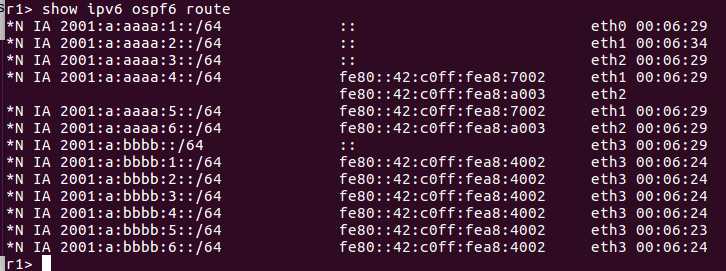 r1> show ipv6 ospf6 route
*N IA 2001:a:aaaa:1::/64 :: eth0 00:06:29
*N IA 2001:a:aaaa:2::/64 :: eth1 00:06:34
*N IA 2001:a:aaaa:3::/64 :: eth2 00:06:29
*N IA 2001:a:aaaa:4::/64 fe80::42:c0ff:fea8:7002 eth1 00:06:29
fe80::42:c0ff:fea8:a003 eth2
*N IA 2001:a:aaaa:5::/64 fe80::42:c0ff:fea8:7002 eth1 00:06:29
*N IA 2001:a:aaaa:6::/64 fe80::42:c0ff:fea8:a003 eth2 00:06:29
*N IA 2001:a:bbbb::/64 :: eth3 00:06:29
*N IA 2001:a:bbbb:1::/64 fe80::42:c0ff:fea8:4002 eth3 00:06:24
*N IA 2001:a:bbbb:2::/64 fe80::42:c0ff:fea8:4002 eth3 00:06:24
*N IA 2001:a:bbbb:3::/64 fe80::42:c0ff:fea8:4002 eth3 00:06:24
*N IA 2001:a:bbbb:4::/64 fe80::42:c0ff:fea8:4002 eth3 00:06:24
*N IA 2001:a:bbbb:5::/64 fe80::42:c0ff:fea8:4002 eth3 00:06:23
*N IA 2001:a:bbbb:6::/64 fe80::42:c0ff:fea8:4002 eth3 00:06:24
r1>